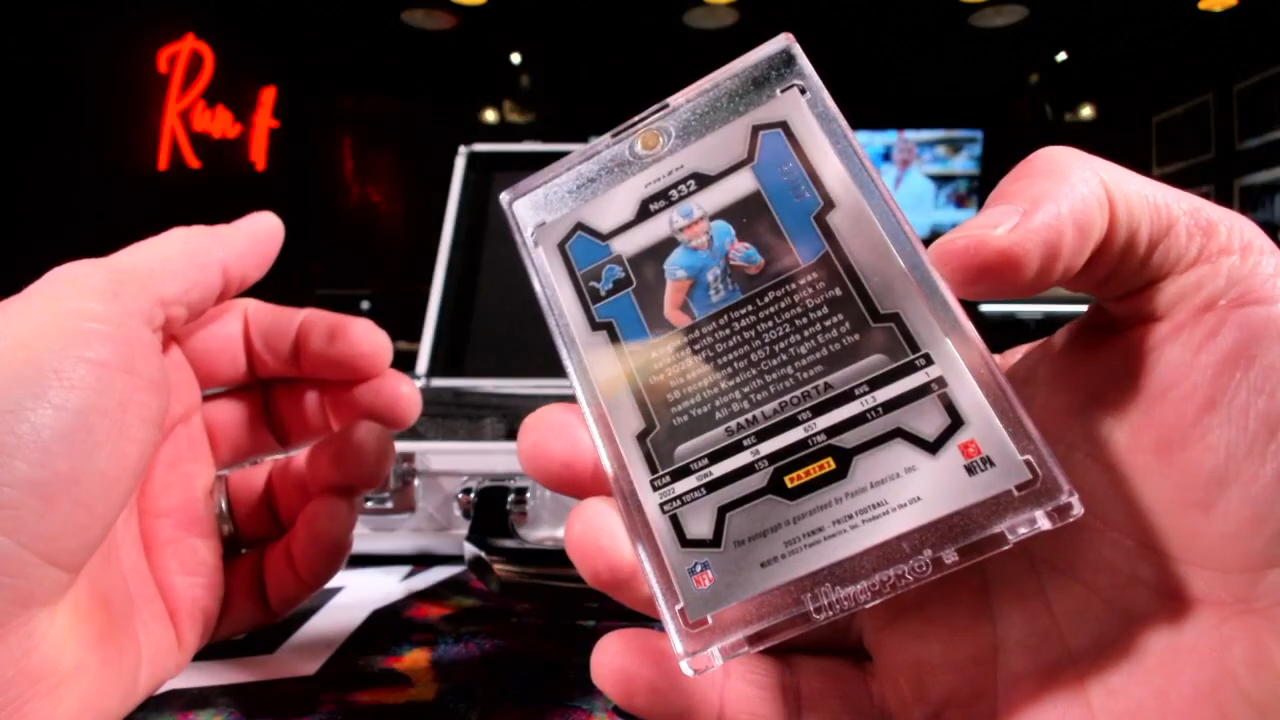 Run It
PRIZM
No. 332
All-around out of Iowa, LaPorta was
selected with the 34th overall pick in
the 2023 NFL Draft by the Lions. During
his senior season in 2022, he had
58 receptions for 657 yards and was
named the Kwalick-Clark Tight End of
the Year along with being named to the
All-Big Ten First Team.
SAM LaPORTA
YEAR TEAM REC YDS AVG TD
2022 IOWA 58 657 11.3 1
NCAA TOTALS 153 1786 11.7 5
PANINI
The autograph is guaranteed by Panini America, Inc.
2023 PANINI - PRIZM FOOTBALL
© 2023 Panini America, Inc. Produced in the USA.
NFL
NFLPA
Ultra·PRO®